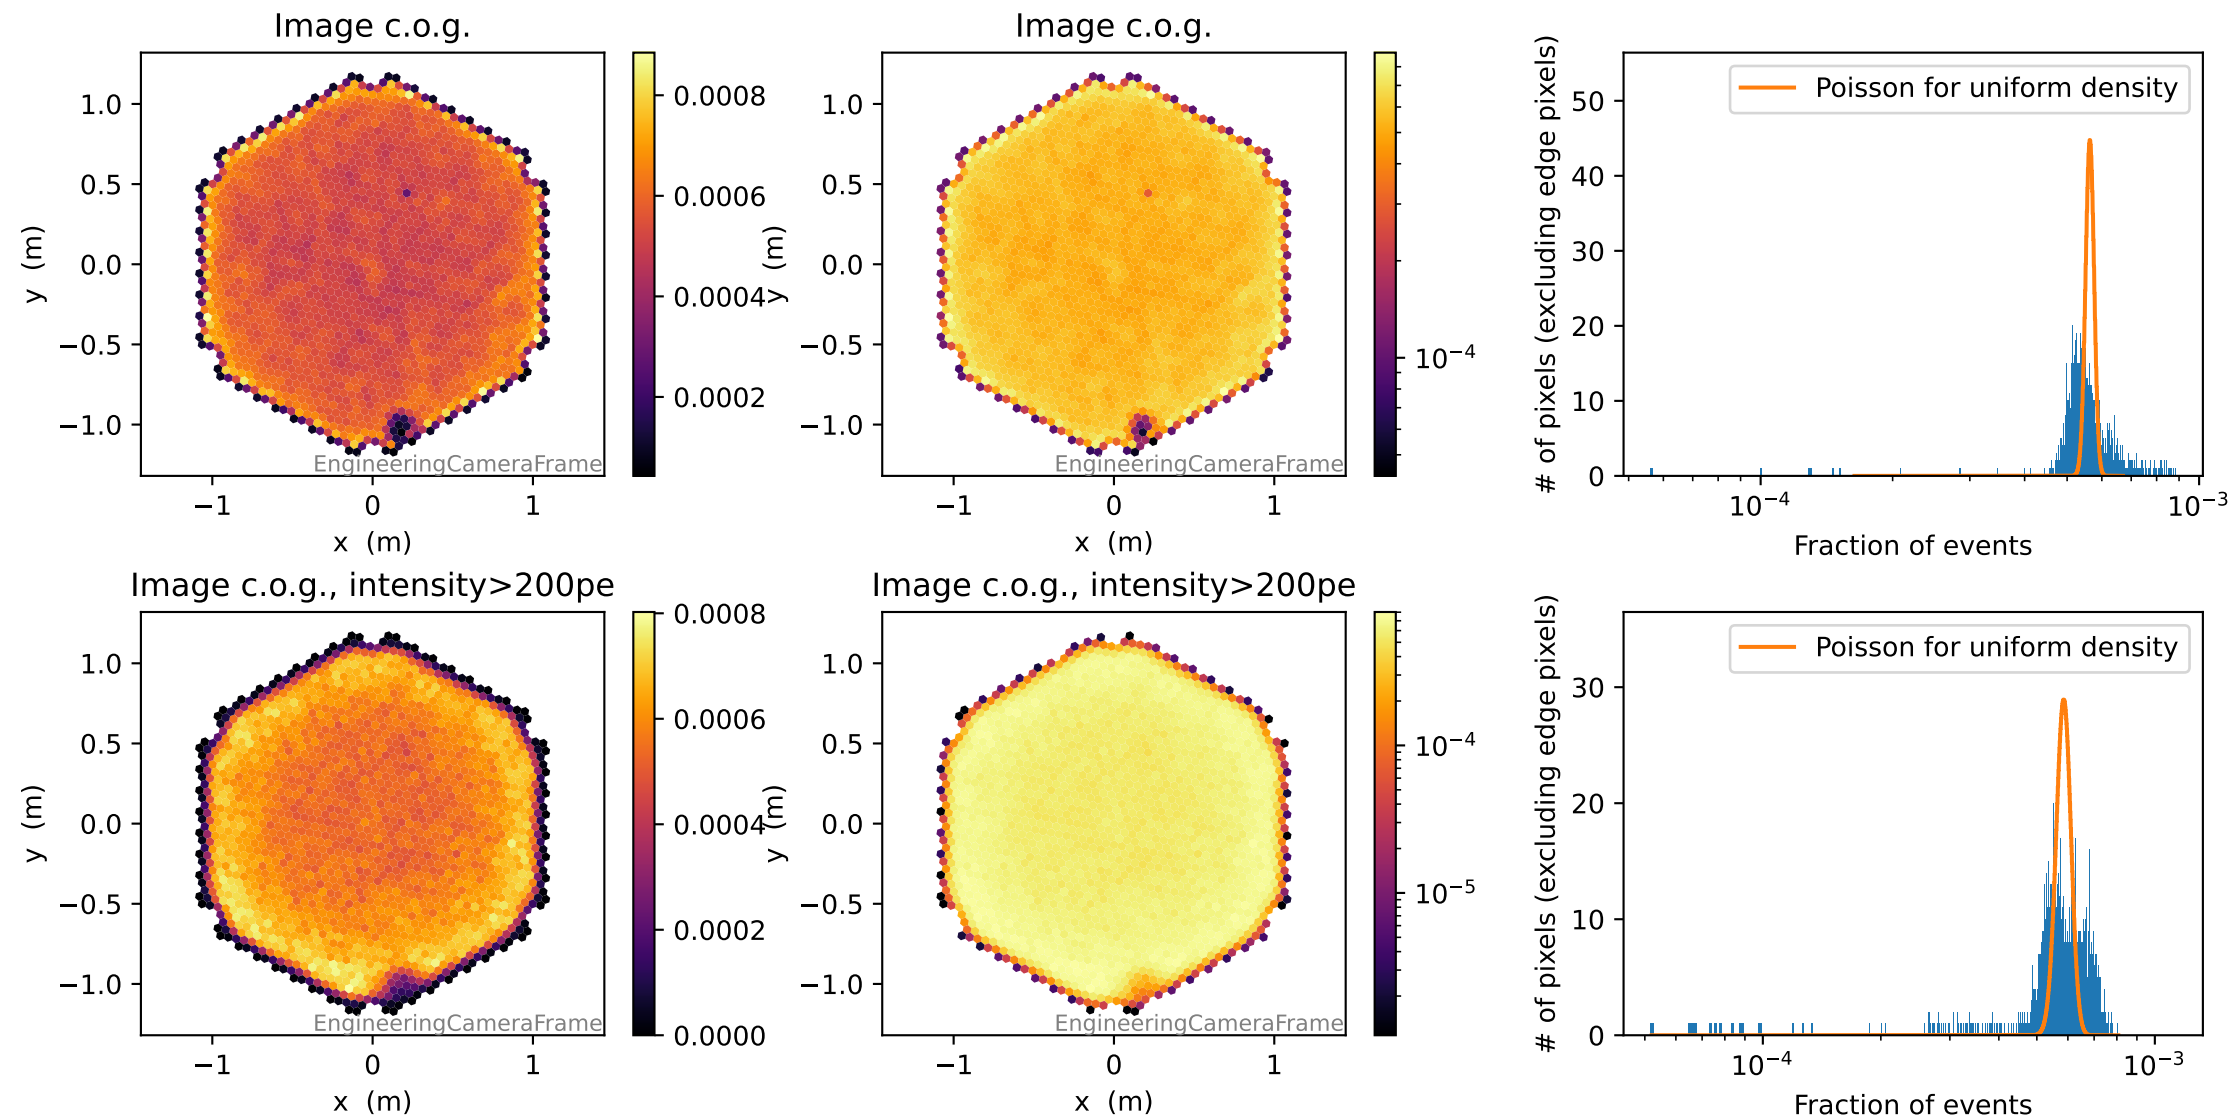 Image c.o.g.
1.0
0.5
0.0
−0.5
−1.0
y (m)
−1
0
1
x (m)
EngineeringCameraFrame
0.0008
0.0006
0.0004
0.0002
Image c.o.g.
1.0
0.5
0.0
−0.5
−1.0
y (m)
−1
0
1
x (m)
EngineeringCameraFrame
10⁻⁴
# of pixels (excluding edge pixels)
50
40
30
20
10
0
Poisson for uniform density
10⁻⁴
10⁻³
Fraction of events
Image c.o.g., intensity>200pe
1.0
0.5
0.0
−0.5
−1.0
y (m)
−1
0
1
x (m)
EngineeringCameraFrame
0.0008
0.0006
0.0004
0.0002
0.0000
Image c.o.g., intensity>200pe
1.0
0.5
0.0
−0.5
−1.0
y (m)
−1
0
1
x (m)
EngineeringCameraFrame
10⁻⁴
10⁻⁵
# of pixels (excluding edge pixels)
30
20
10
0
Poisson for uniform density
10⁻⁴
10⁻³
Fraction of events